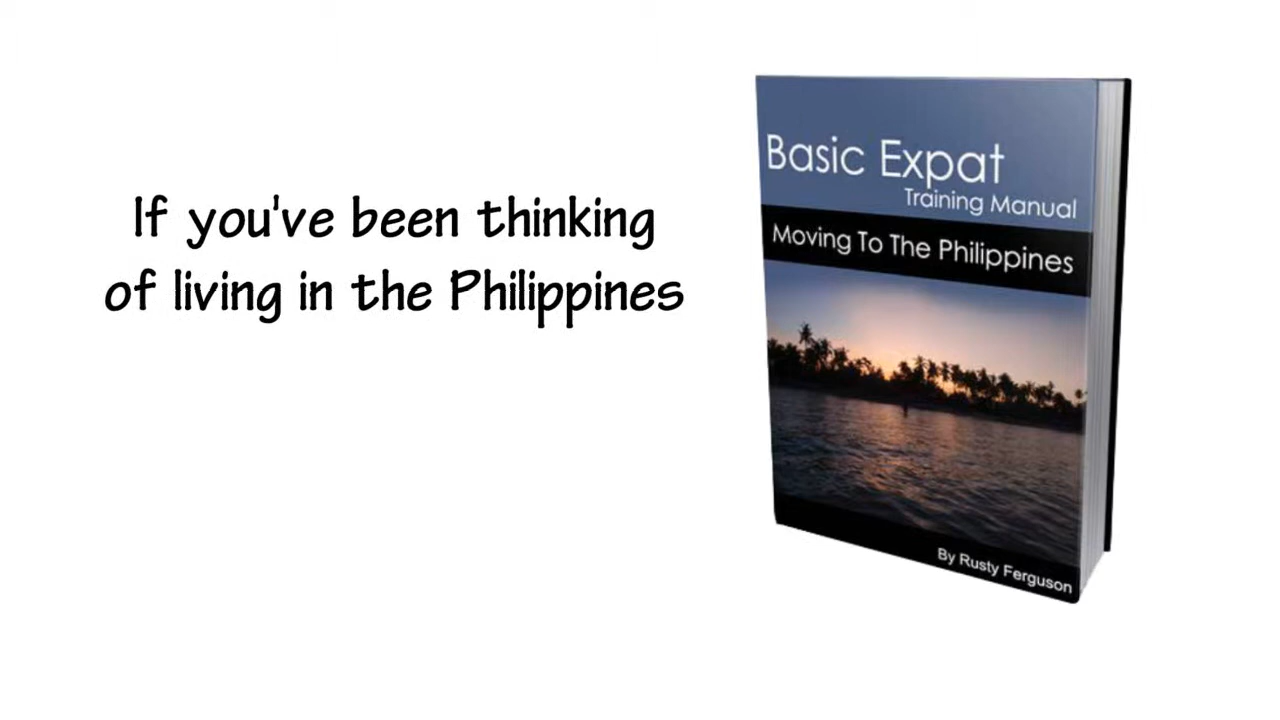 If you've been thinking
of living in the Philippines
Basic Expat
Training Manual
Moving To The Philippines
By Rusty Ferguson